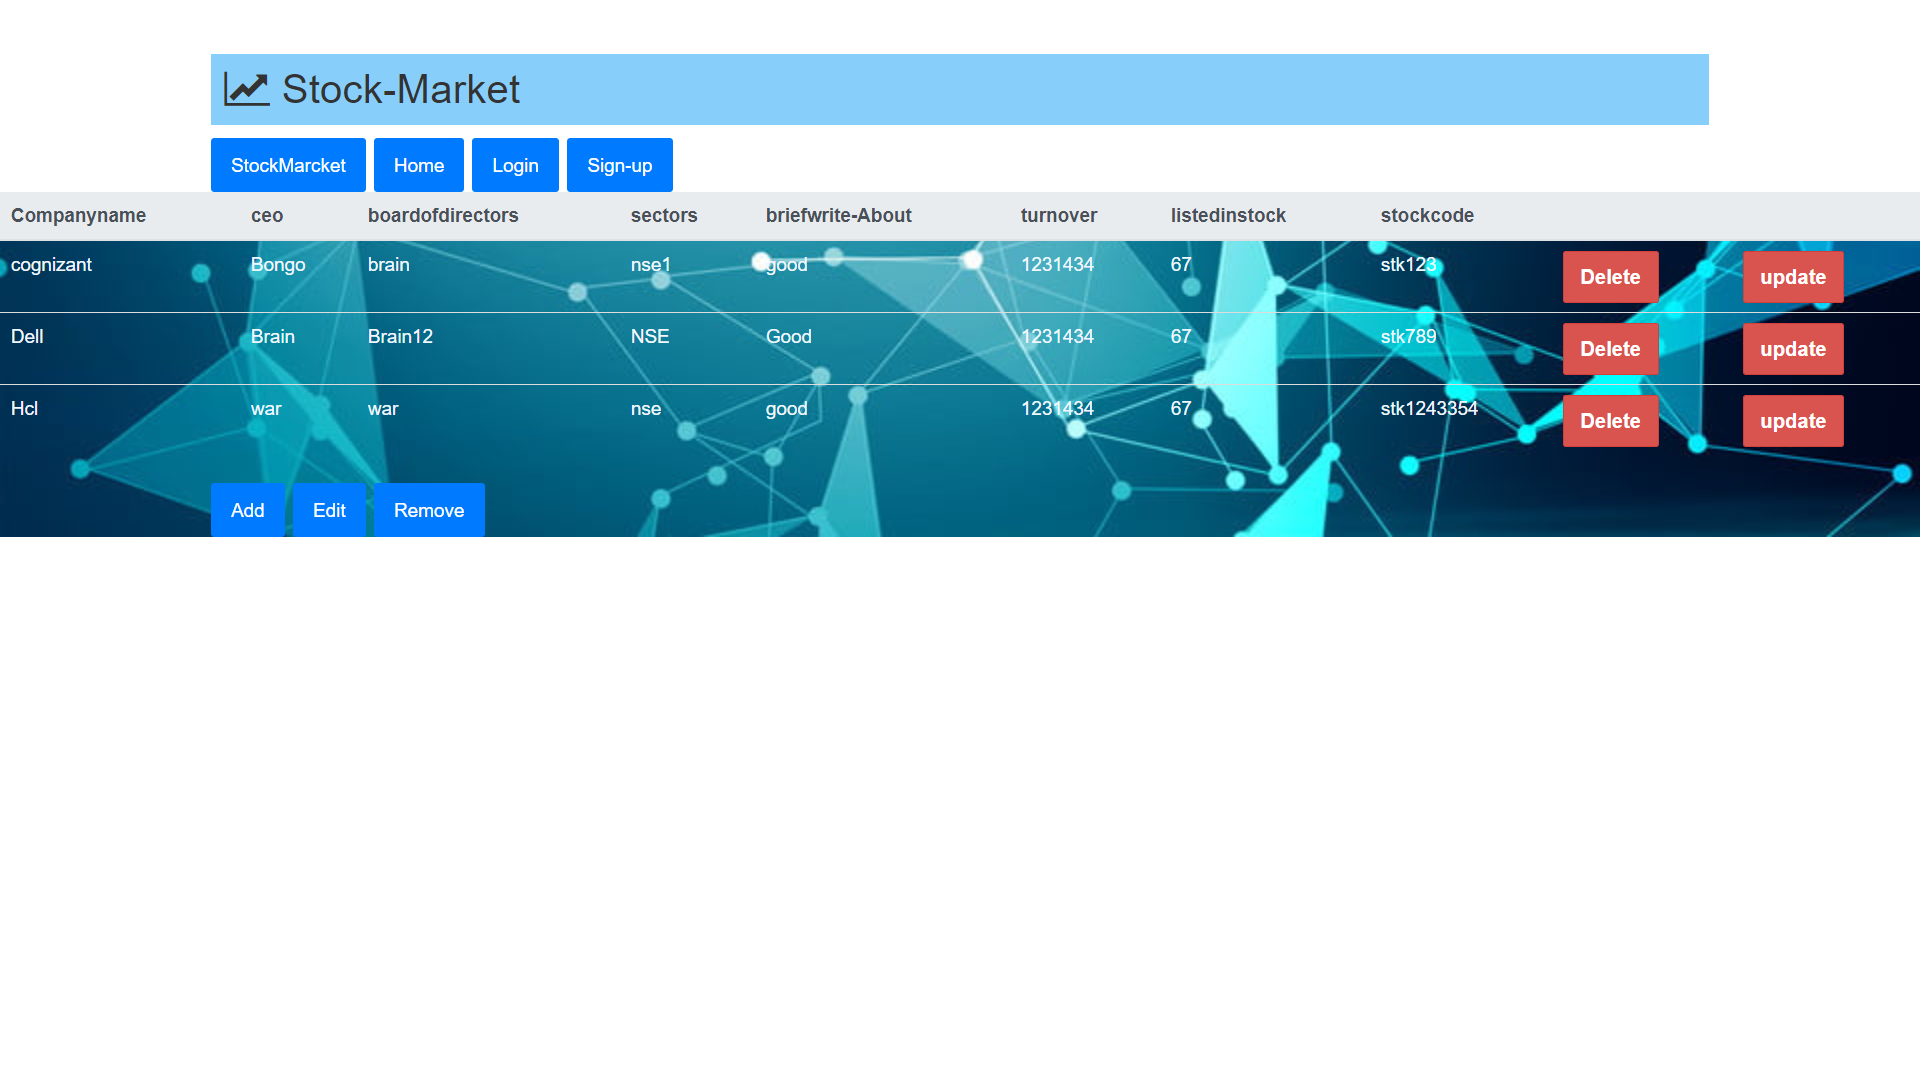 Stock-Market
StockMarcket Home Login Sign-up
Companyname ceo boardofdirectors sectors briefwrite-About turnover listedinstock stockcode
cognizant Bongo brain nse1 good 1231434 67 stk123 Delete update
Dell Brain Brain12 NSE Good 1231434 67 stk789 Delete update
Hcl war war nse good 1231434 67 stk1243354 Delete update
Add Edit Remove